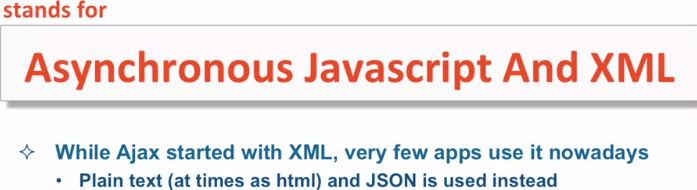 stands for
Asynchronous Javascript And XML
✧ While Ajax started with XML, very few apps use it nowadays
• Plain text (at times as html) and JSON is used instead